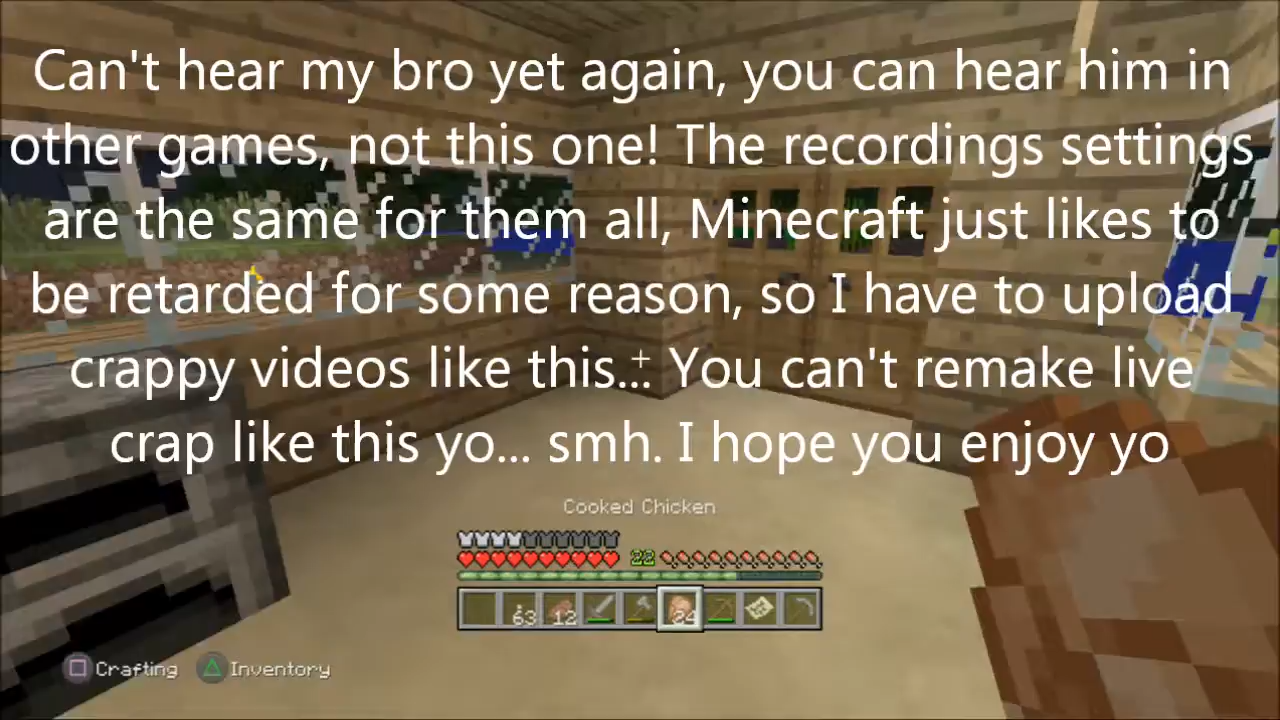 Can't hear my bro yet again, you can hear him in
other games, not this one! The recordings settings
are the same for them all, Minecraft just likes to
be retarded for some reason, so I have to upload
crappy videos like this... You can't remake live
crap like this yo... smh. I hope you enjoy yo
Cooked Chicken
22
63 12 24
Crafting Inventory